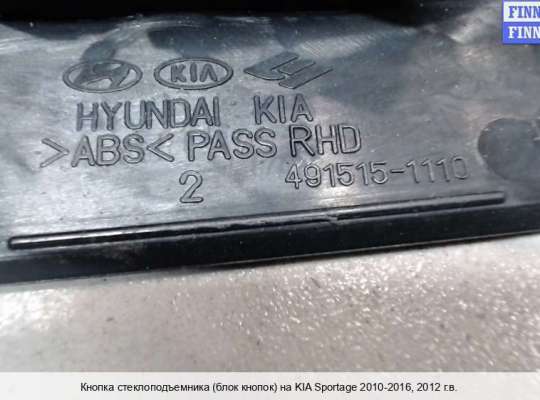 FINN
FINN
KIA
HYUNDAI KIA
>ABS< PASS RHD
2 491515-1110
Кнопка стеклоподъемника (блок кнопок) на KIA Sportage 2010-2016, 2012 г.в.